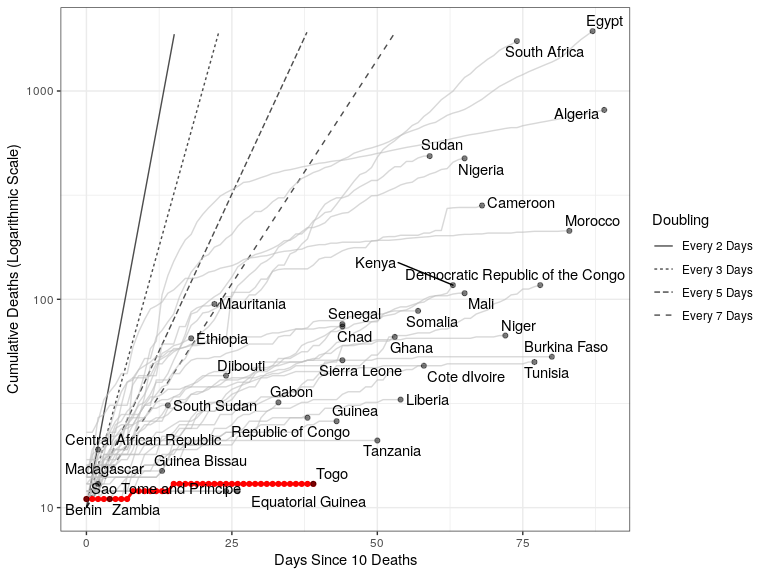 Egypt
South Africa
1000
Algeria
Sudan
Nigeria
Cameroon
Morocco
Kenya
Democratic Republic of the Congo
100
Mauritania
Mali
Senegal
Somalia
Chad
Niger
Ethiopia
Ghana
Burkina Faso
Djibouti
Sierra Leone
Cote dIvoire
Tunisia
Gabon
South Sudan
Liberia
Guinea
Republic of Congo
Central African Republic
Tanzania
Guinea Bissau
Madagascar
Togo
Sao Tome and Principe
Equatorial Guinea
10
Benin
Zambia
0
25
50
75
Days Since 10 Deaths
Cumulative Deaths (Logarithmic Scale)
Doubling
Every 2 Days
Every 3 Days
Every 5 Days
Every 7 Days